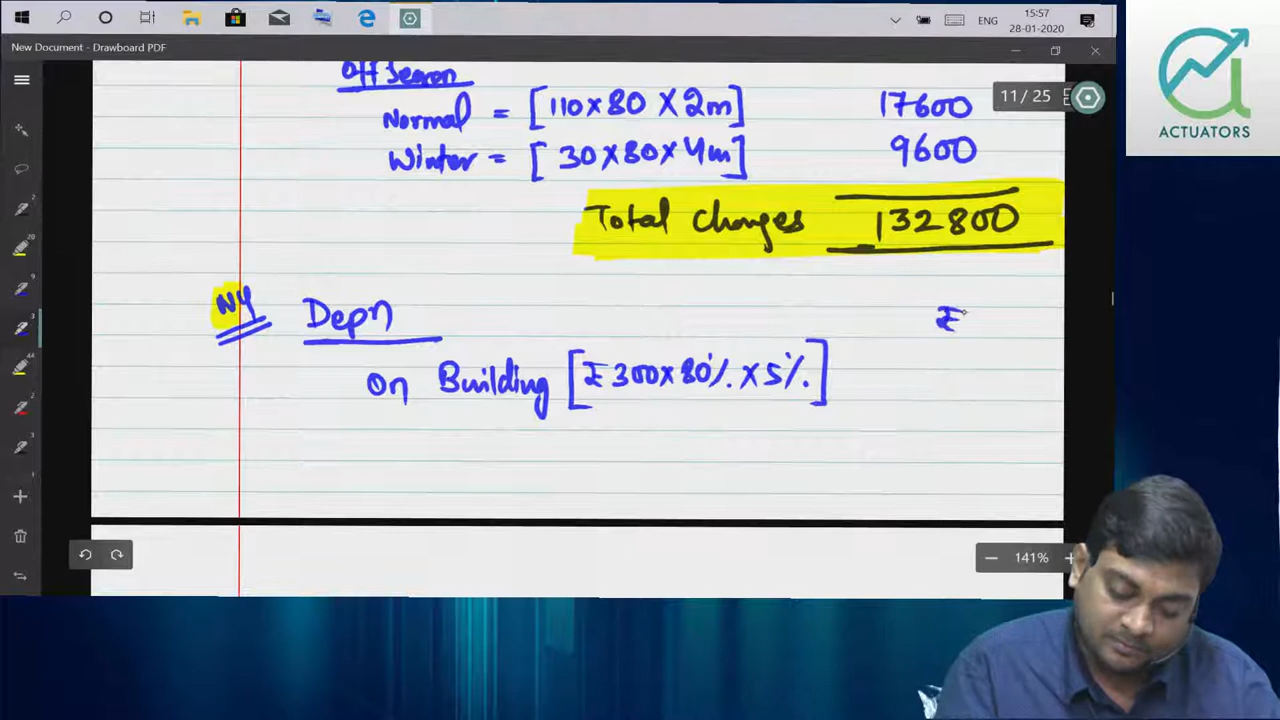 15:57
ENG
28-01-2020
New Document - Drawboard PDF
ACTUATORS
11 / 25
Off Season
Normal = [110 x 80 x 2m] 17600
Winter = [30 x 80 x 4m] 9600
Total Charges 132800
Depn ₹
On Building [₹ 300 x 80% x 5%]
141%